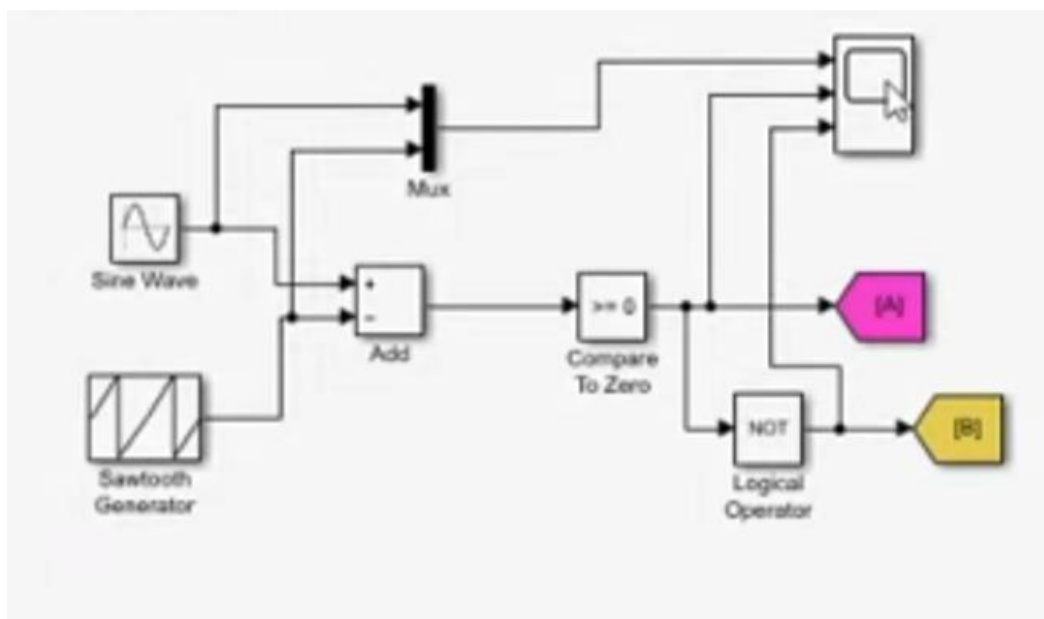 Mux
Sine Wave
+
−
Add
>= 0
Compare
To Zero
[A]
Sawtooth
Generator
NOT
Logical
Operator
[B]